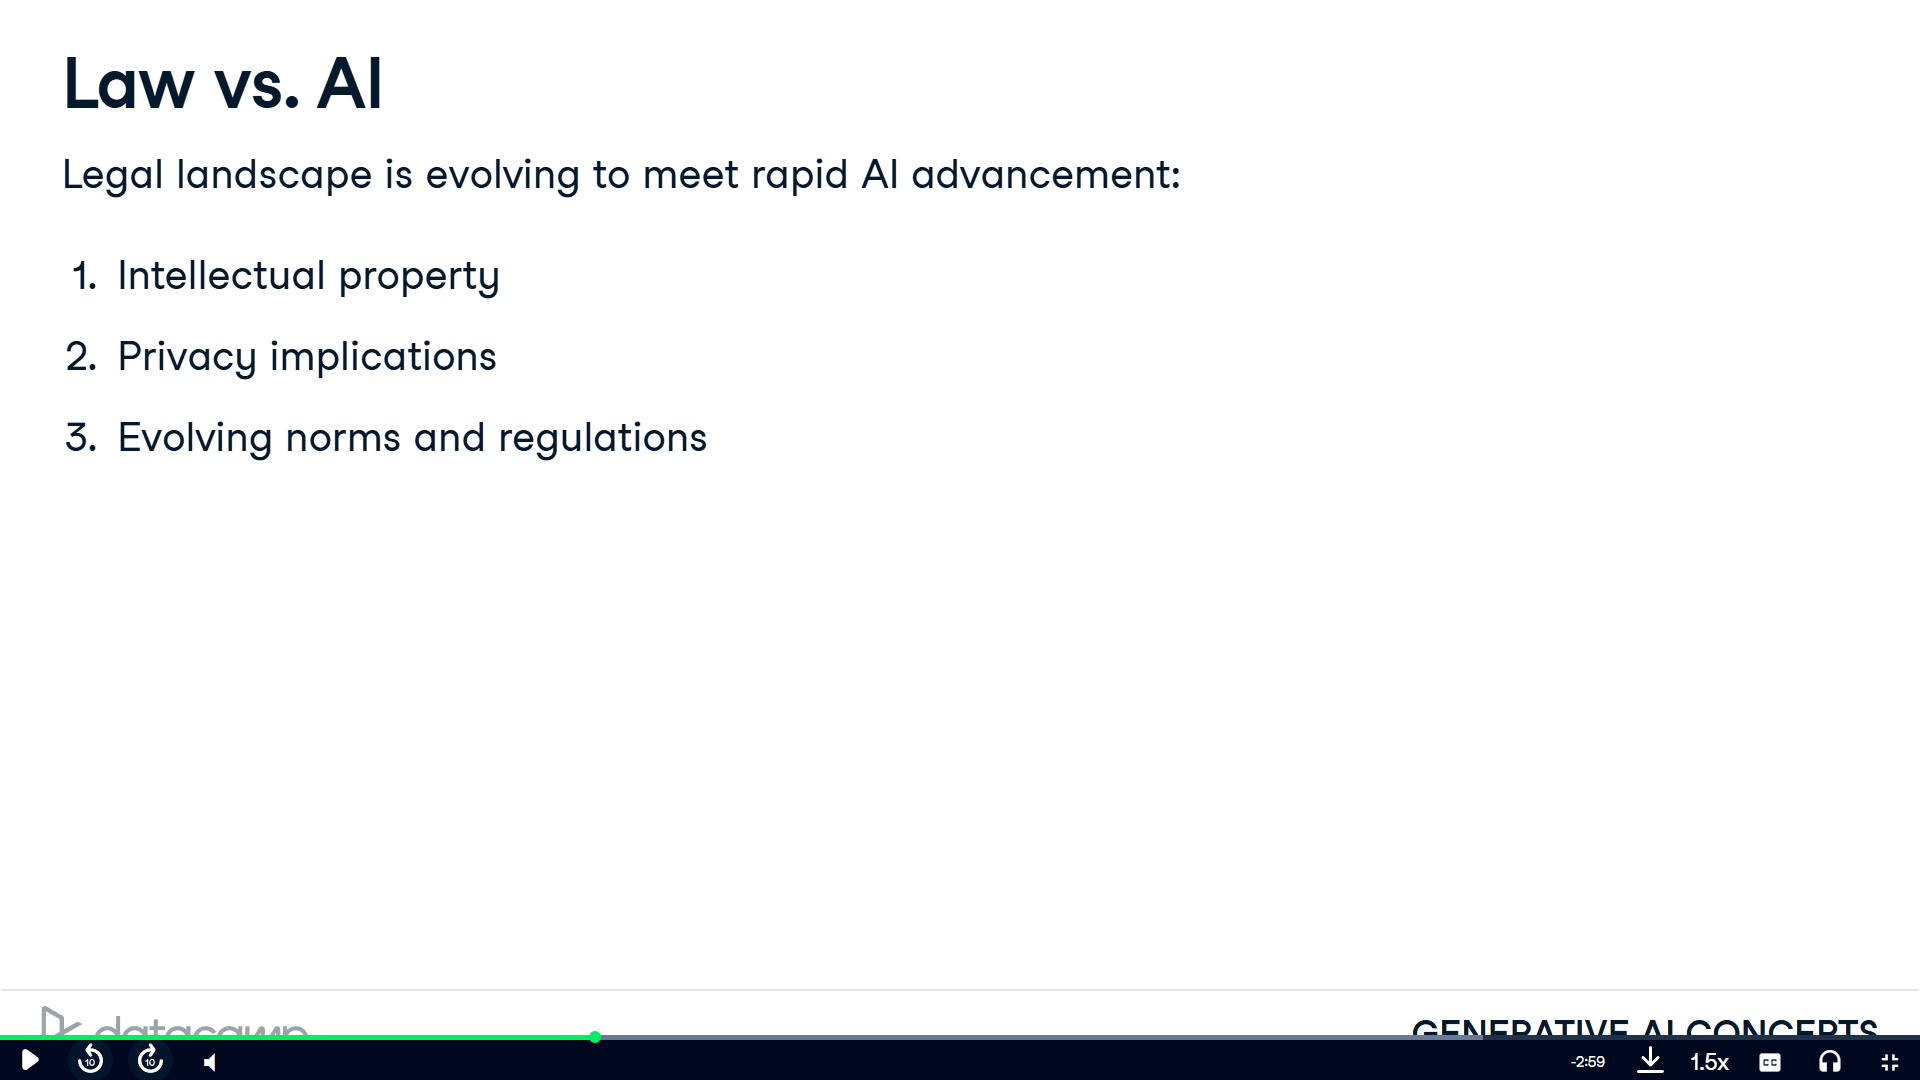 Law vs. AI
Legal landscape is evolving to meet rapid AI advancement:
1. Intellectual property
2. Privacy implications
3. Evolving norms and regulations
datacamp
GENERATIVE AI CONCEPTS
10
10
-2:59
1.5x
CC